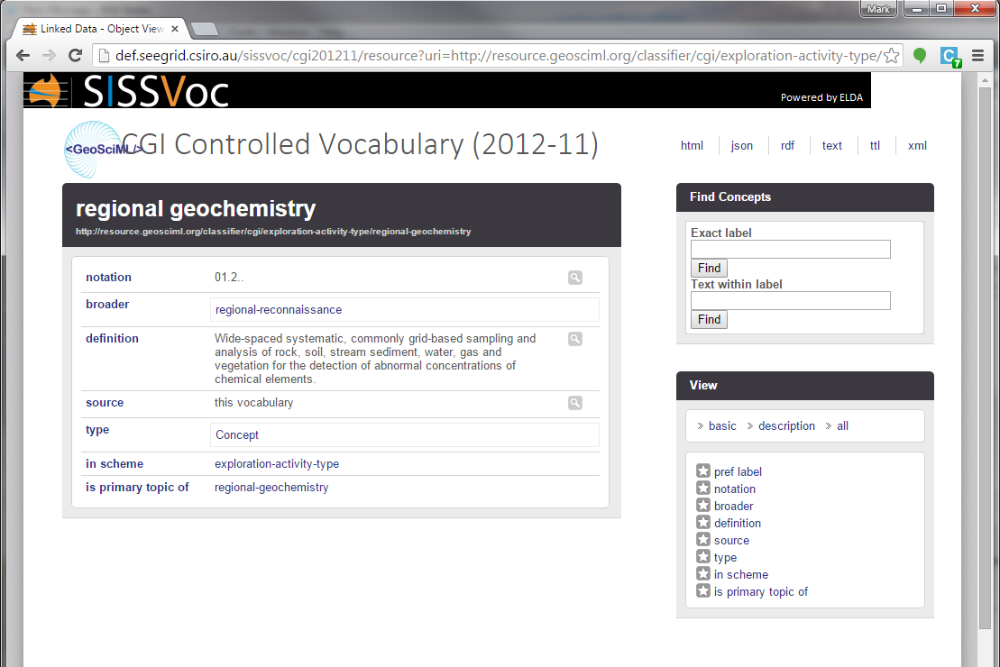 Mark
Linked Data - Object View
def.seegrid.csiro.au/sissvoc/cgi201211/resource?uri=http://resource.geosciml.org/classifier/cgi/exploration-activity-type/
7
SISSVoc
Powered by ELDA
<GeoSciML/>
CGI Controlled Vocabulary (2012-11)
html
json
rdf
text
ttl
xml
regional geochemistry
http://resource.geosciml.org/classifier/cgi/exploration-activity-type/regional-geochemistry
notation 01.2..
broader regional-reconnaissance
definition Wide-spaced systematic, commonly grid-based sampling and
analysis of rock, soil, stream sediment, water, gas and
vegetation for the detection of abnormal concentrations of
chemical elements.
source this vocabulary
type Concept
in scheme exploration-activity-type
is primary topic of regional-geochemistry
Find Concepts
Exact label
Find
Text within label
Find
View
» basic » description » all
pref label
notation
broader
definition
source
type
in scheme
is primary topic of